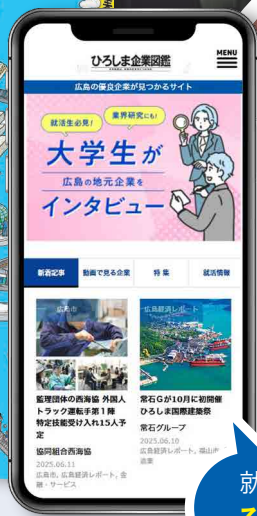 ひろしま企業図鑑
MENU
広島の優良企業が見つかるサイト
就活生必見！
業界研究にも！
大学生が
広島の地元企業を
インタビュー
新着記事
動画で見る企業
特集
就活情報
広島市
広島経済レポート
監理団体の西海協 外国人
トラック運転手第１陣
特定技能受け入れ15人予
定
協同組合西海協
2025.06.11
広島市, 広島経済レポート, 金
融・サービス
常石Gが10月に初開催
ひろしま国際建築祭
常石グループ
2025.06.10
広島経済レポート, 福山市
就